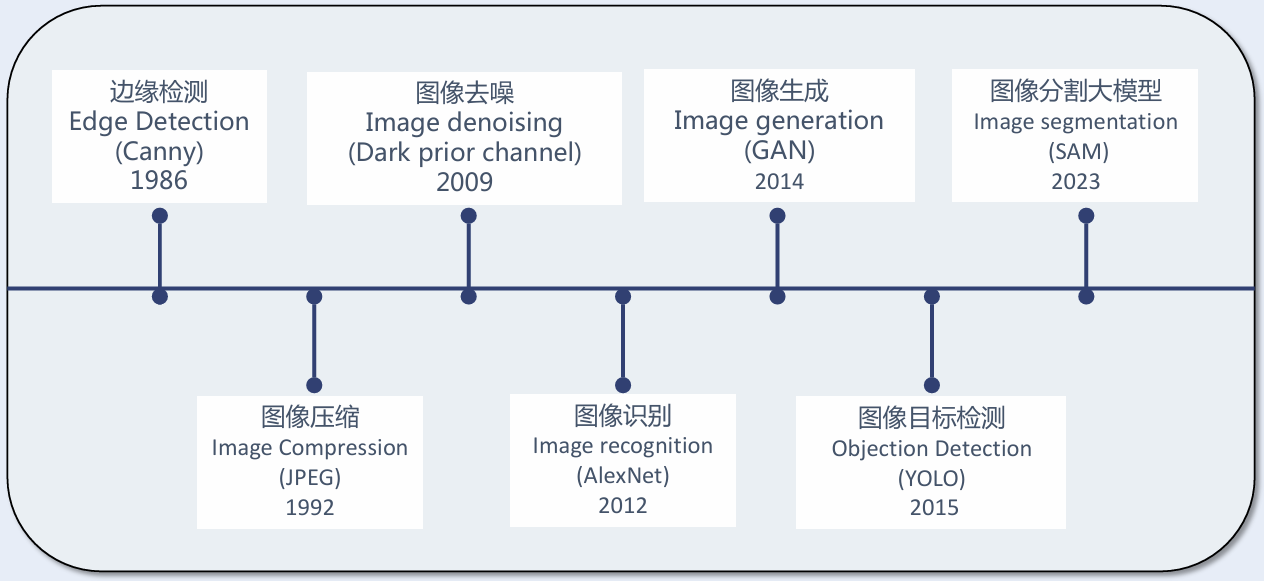 边缘检测
Edge Detection
(Canny)
1986
图像去噪
Image denoising
(Dark prior channel)
2009
图像生成
Image generation
(GAN)
2014
图像分割大模型
Image segmentation
(SAM)
2023
图像压缩
Image Compression
(JPEG)
1992
图像识别
Image recognition
(AlexNet)
2012
图像目标检测
Objection Detection
(YOLO)
2015